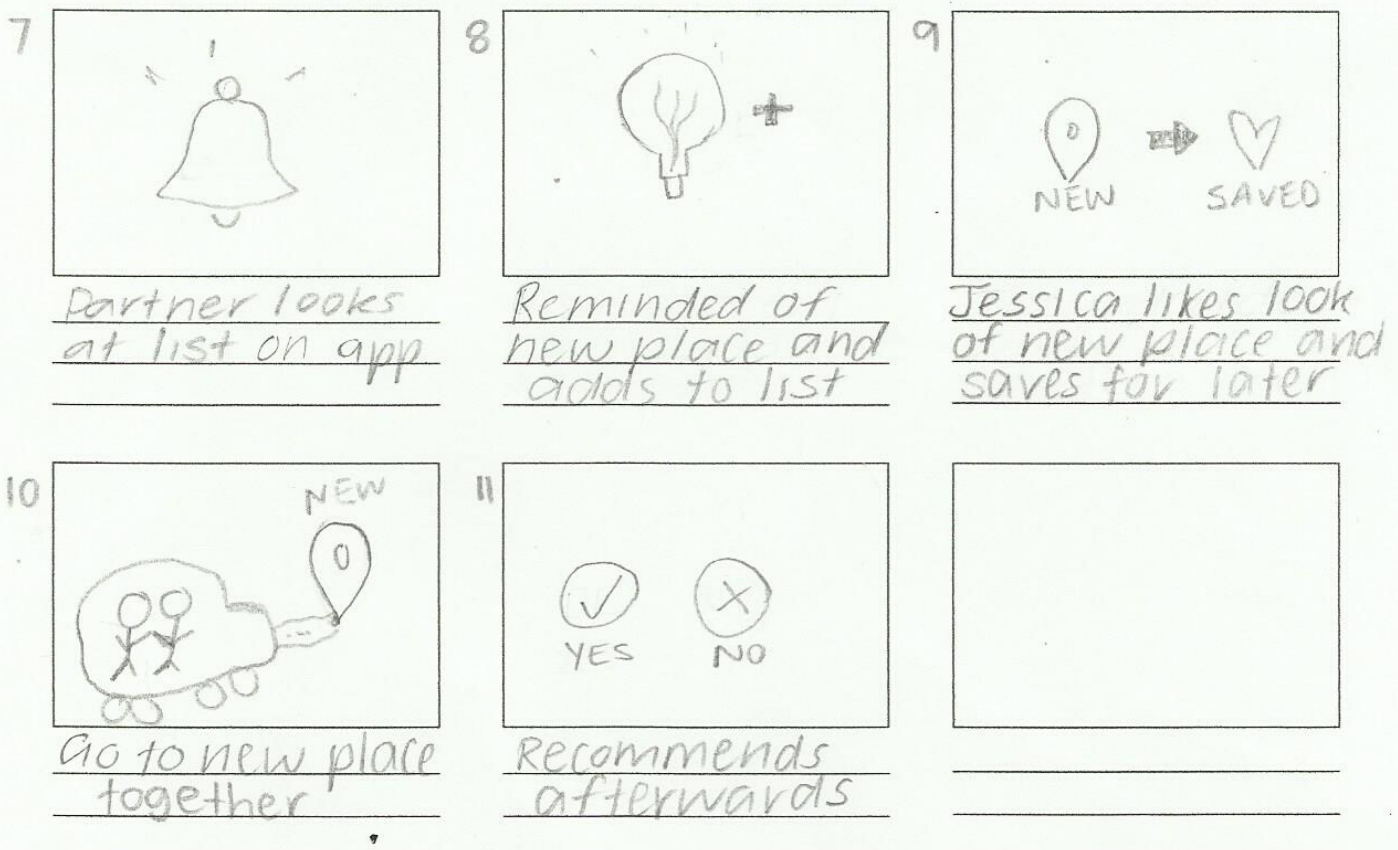 7
8
9
NEW
SAVED
Partner looks
at list on app
Reminded of
new place and
adds to list
Jessica likes look
of new place and
saves for later
10
NEW
11
YES
NO
Go to new place
together
Recommends
afterwards